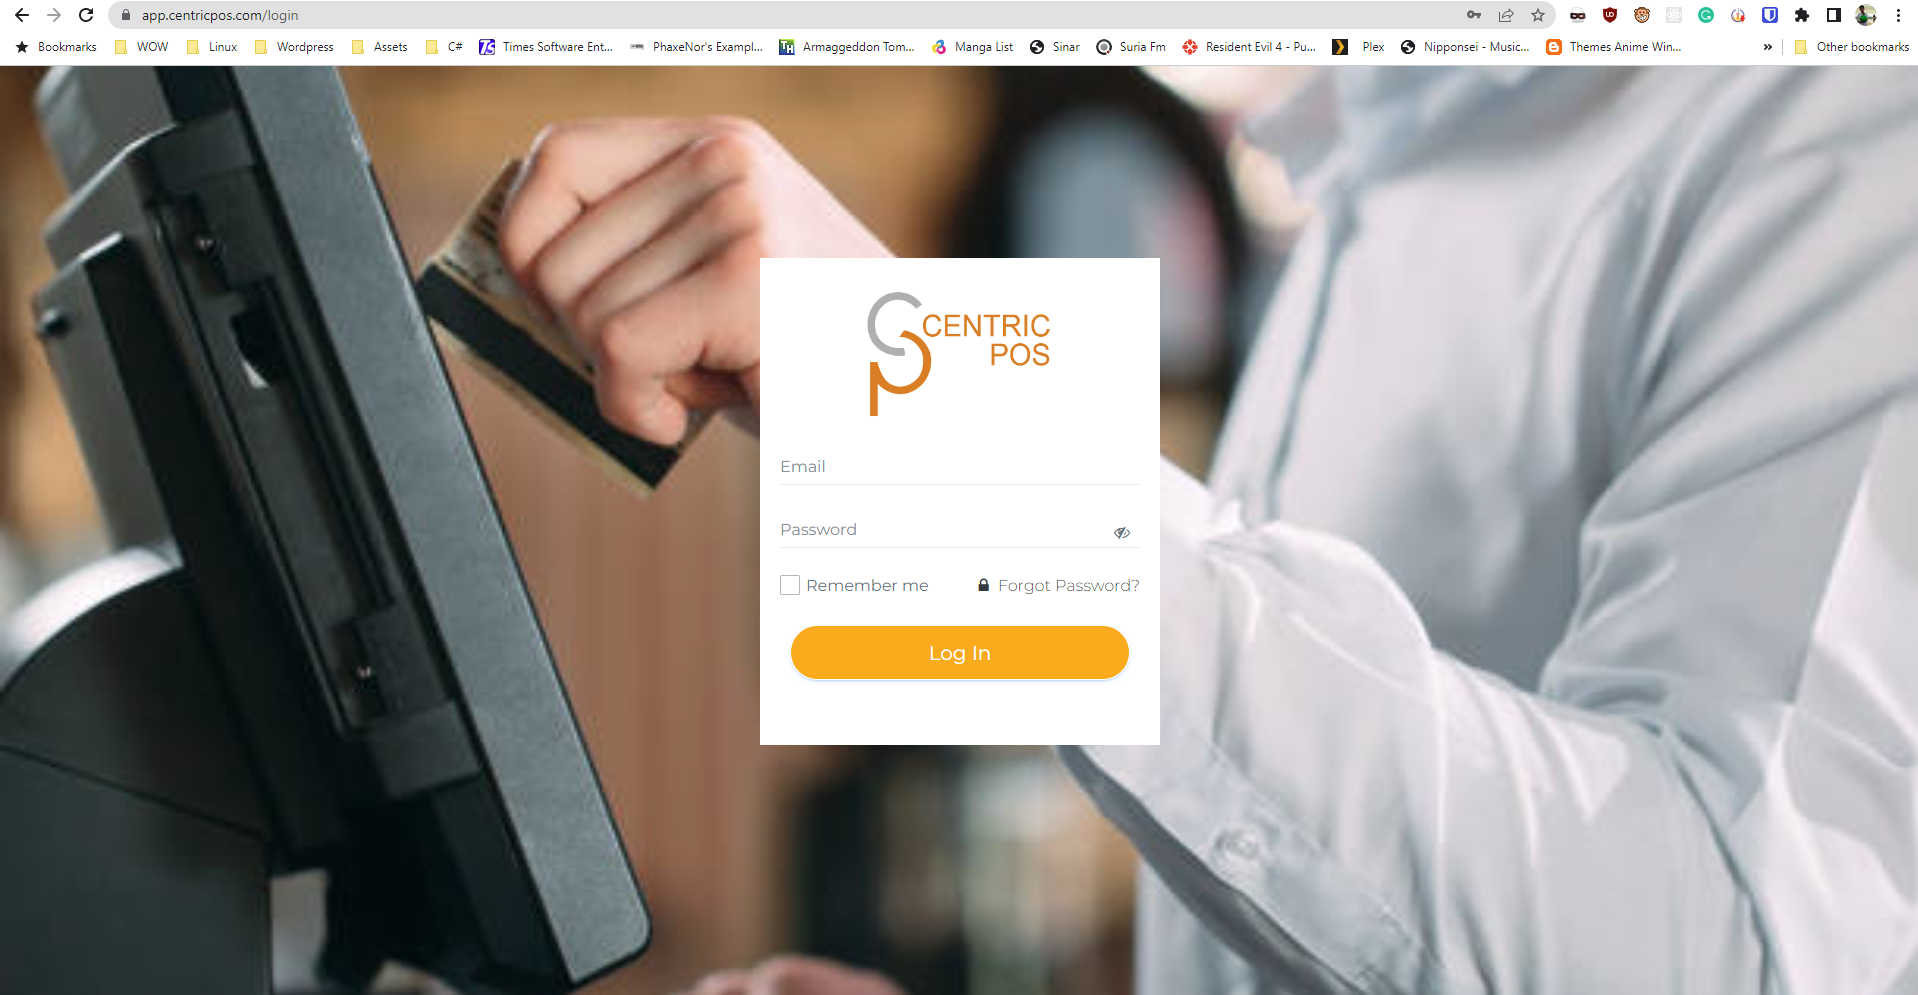 app.centricpos.com/login
Bookmarks WOW Linux Wordpress Assets C# Times Software Ent... PhaxeNor's Exampl... Armaggeddon Tom... Manga List Sinar Suria Fm Resident Evil 4 - Pu... Plex Nipponsei - Music... Themes Anime Win... » Other bookmarks
CENTRIC
POS
Email
Password
Remember me Forgot Password?
Log In